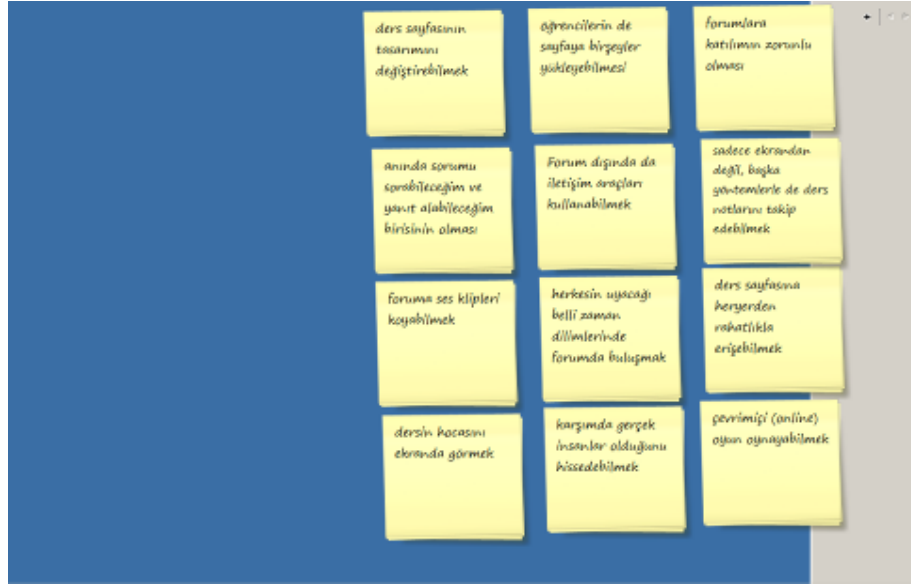 ders sayfasının
tasarımını
değiştirebilmek
öğrencilerin de
sayfaya birşeyler
yükleyebilmesi
forumlara
katılımın zorunlu
olması
anında sorumu
sorabileceğim ve
yanıt alabileceğim
birisinin olması
Forum dışında da
iletişim araçları
kullanabilmek
sadece ekrandan
değil, başka
yöntemlerle de ders
notlarını takip
edebilmek
foruma ses klipleri
koyabilmek
herkesin uyacağı
belli zaman
dilimlerinde
forumda buluşmak
ders sayfasına
heryerden
rahatlıkla
erişebilmek
dersin hocasını
ekranda görmek
karşımda gerçek
insanlar olduğunu
hissedebilmek
çevrimiçi (online)
oyun oynayabilmek